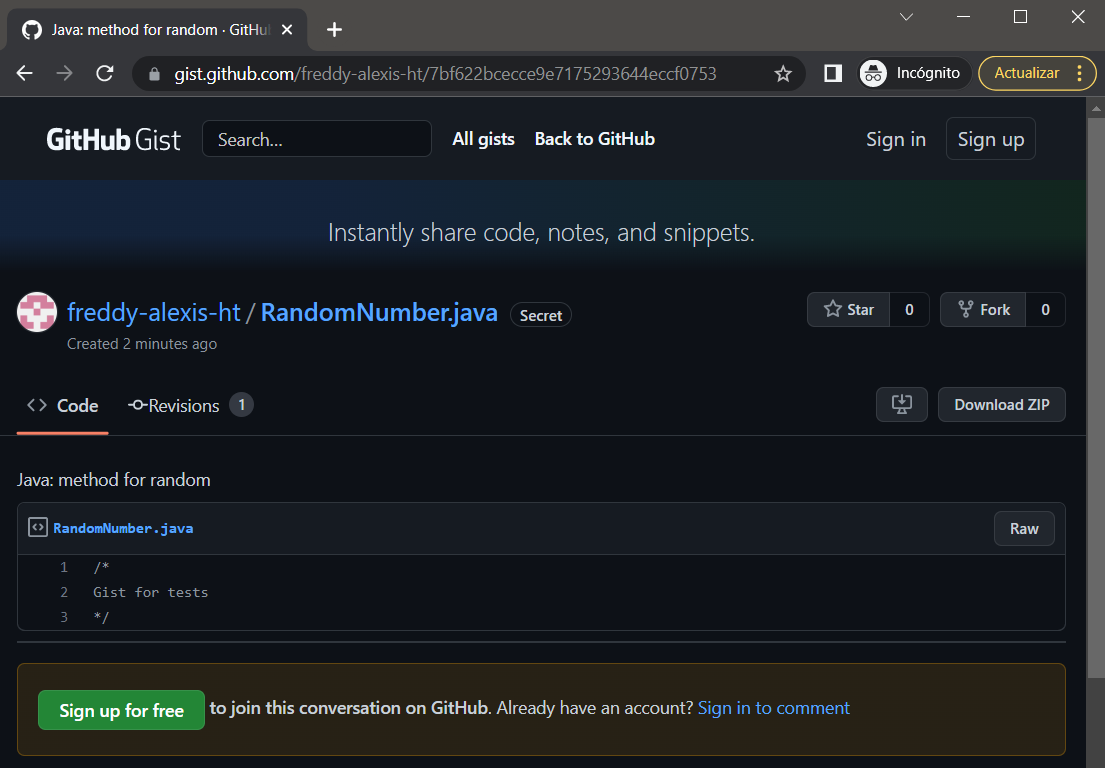 Java: method for random · GitHu
gist.github.com/freddy-alexis-ht/7bf622bcecce9e7175293644eccf0753
Incógnito
Actualizar
GitHub Gist
Search...
All gists
Back to GitHub
Sign in
Sign up
Instantly share code, notes, and snippets.
freddy-alexis-ht / RandomNumber.java
Secret
Star
0
Fork
0
Created 2 minutes ago
Code
Revisions
1
Download ZIP
Java: method for random
RandomNumber.java
Raw
1 /*
2 Gist for tests
3 */
Sign up for free to join this conversation on GitHub. Already have an account? Sign in to comment